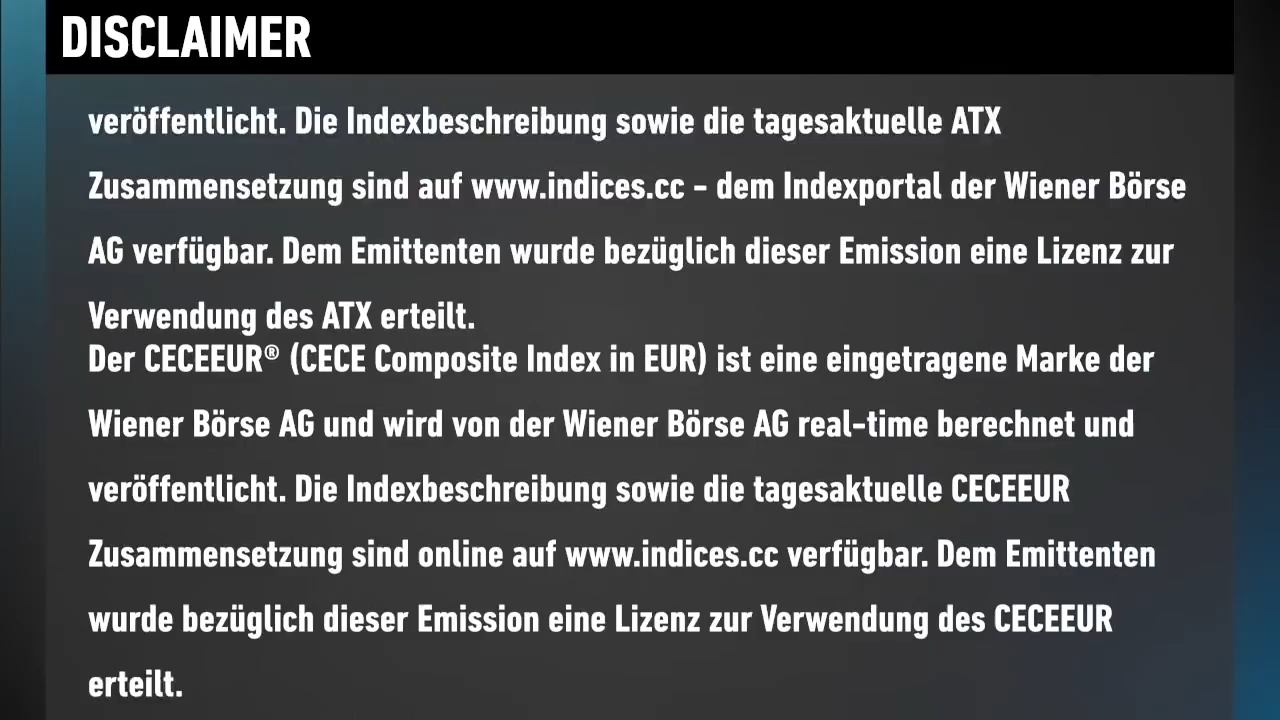 DISCLAIMER
veröffentlicht. Die Indexbeschreibung sowie die tagesaktuelle ATX
Zusammensetzung sind auf www.indices.cc - dem Indexportal der Wiener Börse
AG verfügbar. Dem Emittenten wurde bezüglich dieser Emission eine Lizenz zur
Verwendung des ATX erteilt.
Der CECEEUR® (CECE Composite Index in EUR) ist eine eingetragene Marke der
Wiener Börse AG und wird von der Wiener Börse AG real-time berechnet und
veröffentlicht. Die Indexbeschreibung sowie die tagesaktuelle CECEEUR
Zusammensetzung sind online auf www.indices.cc verfügbar. Dem Emittenten
wurde bezüglich dieser Emission eine Lizenz zur Verwendung des CECEEUR
erteilt.